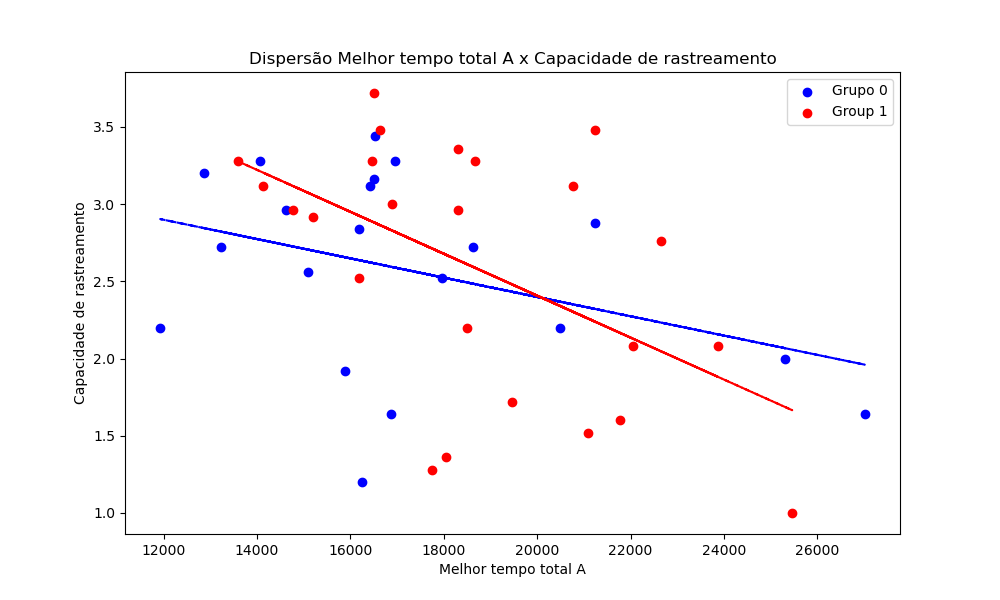 Dispersão Melhor tempo total A x Capacidade de rastreamento
Grupo 0
Group 1
Capacidade de rastreamento
3.5
3.0
2.5
2.0
1.5
1.0
12000 14000 16000 18000 20000 22000 24000 26000
Melhor tempo total A